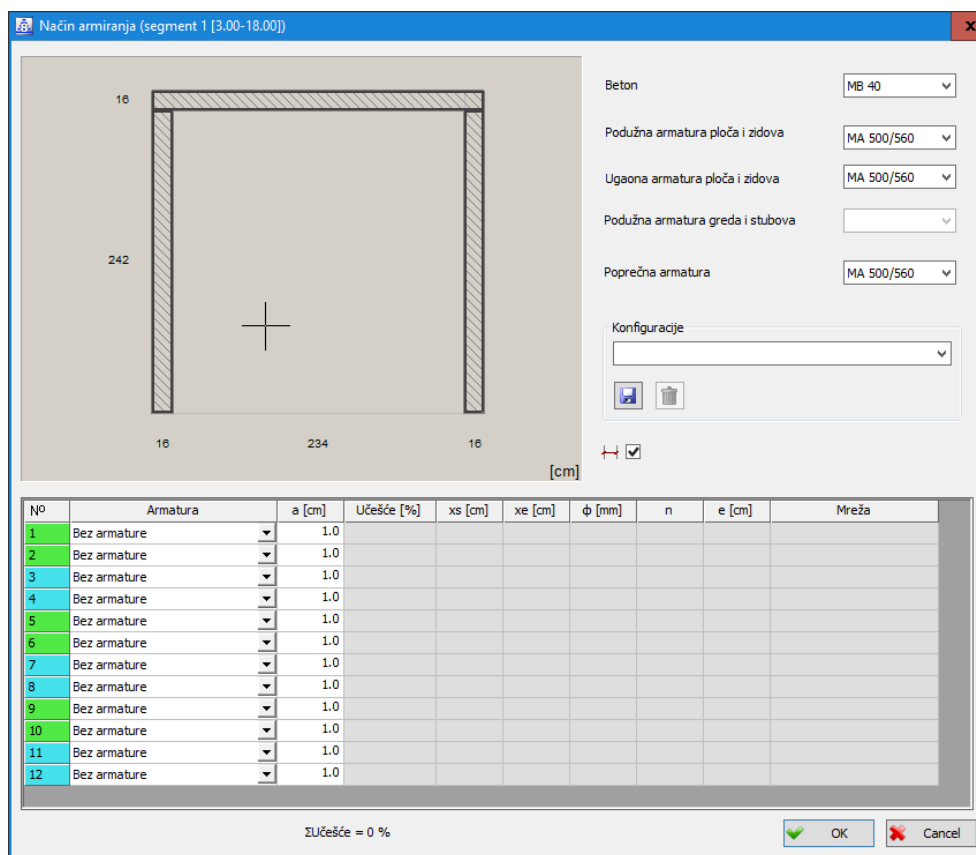 Način armiranja (segment 1 [3.00-18.00])
x
16
242
16 234 16
[cm]
Beton MB 40
Podužna armatura ploča i zidova MA 500/560
Ugaona armatura ploča i zidova MA 500/560
Podužna armatura greda i stubova
Poprečna armatura MA 500/560
Konfiguracije
Nº Armatura a [cm] Učešće [%] xs [cm] xe [cm] ф [mm] n e [cm] Mreža
1 Bez armature 1.0
2 Bez armature 1.0
3 Bez armature 1.0
4 Bez armature 1.0
5 Bez armature 1.0
6 Bez armature 1.0
7 Bez armature 1.0
8 Bez armature 1.0
9 Bez armature 1.0
10 Bez armature 1.0
11 Bez armature 1.0
12 Bez armature 1.0
ΣUčešće = 0 %
OK Cancel